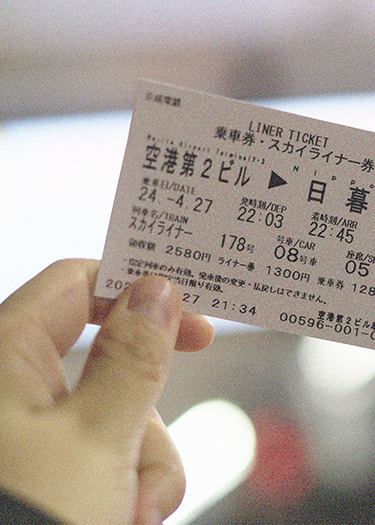 京成電鉄
LINER TICKET
乗車券・スカイライナー券
Narita Airport Terminal2・3 NIPPO
空港第2ビル ▶ 日暮
乗車日/DATE 発時刻/DEP 着時刻/ARR
24.-4.27 22:03 22:45
列車名/TRAIN 号車/CAR 座席/S
スカイライナー 178号 08号車 05
領収額 2580円 ライナー券 1300円 乗車券 128
・指定列車のみ有効。発車後の変更・払戻しはできません。
・乗車券は 当日限り有効。
202 27 21:34 空港第2ビル
00596-001-0